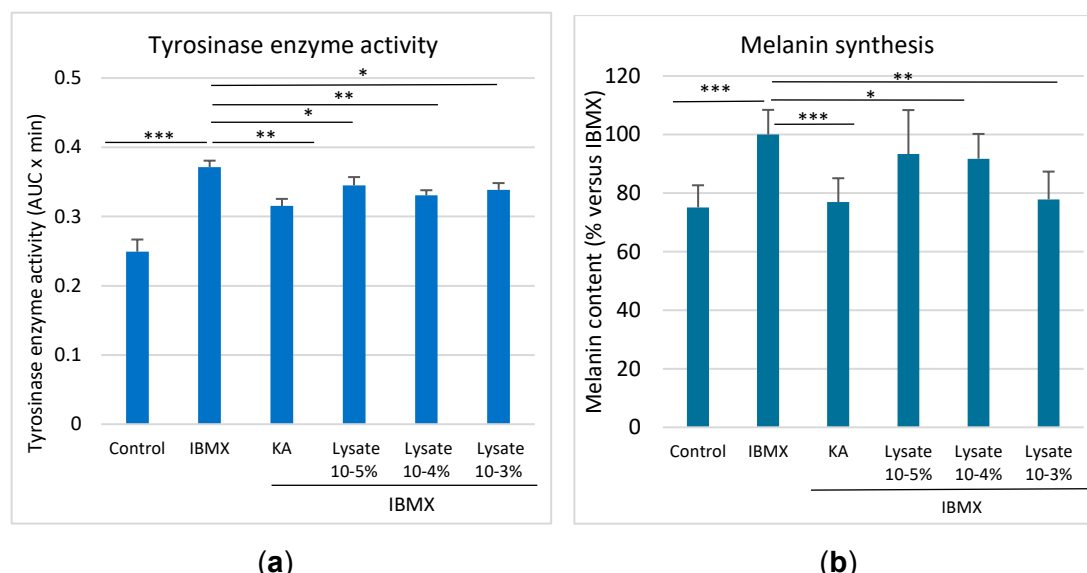 Tyrosinase enzyme activity
Tyrosinase enzyme activity (AUC x min)
0.5
0.4
0.3
0.2
0.1
0
*
**
*
***
**
Control IBMX KA Lysate 10-5% Lysate 10-4% Lysate 10-3%
IBMX
(a)
Melanin synthesis
Melanin content (% versus IBMX)
120
100
80
60
40
20
0
**
***
*
***
Control IBMX KA Lysate 10-5% Lysate 10-4% Lysate 10-3%
IBMX
(b)